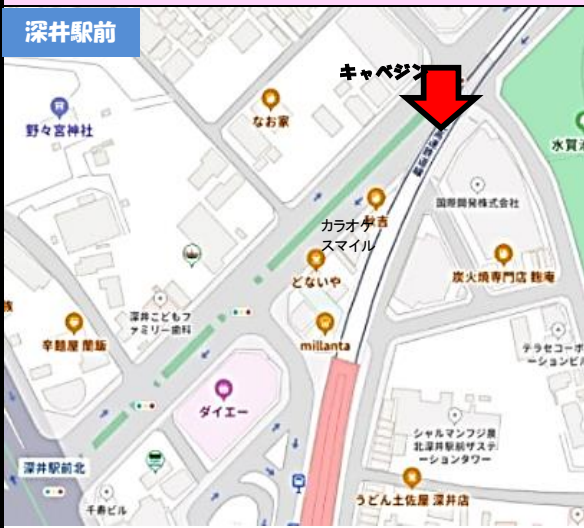 深井駅前
キャベジン
なお家
野々宮神社
水賀
国際開発株式会社
カラオケ
スマイル
どないや
炭火焼専門店 麹庵
深井こどもフ
ァミリー歯科
族
辛麺屋 蘭飯
millanta
テラセコーポ
ーションビル
ダイエー
シャルマンフジ泉
北深井駅前ザステ
ーションタワー
深井駅前北
千寿ビル
うどん土佐屋 深井店